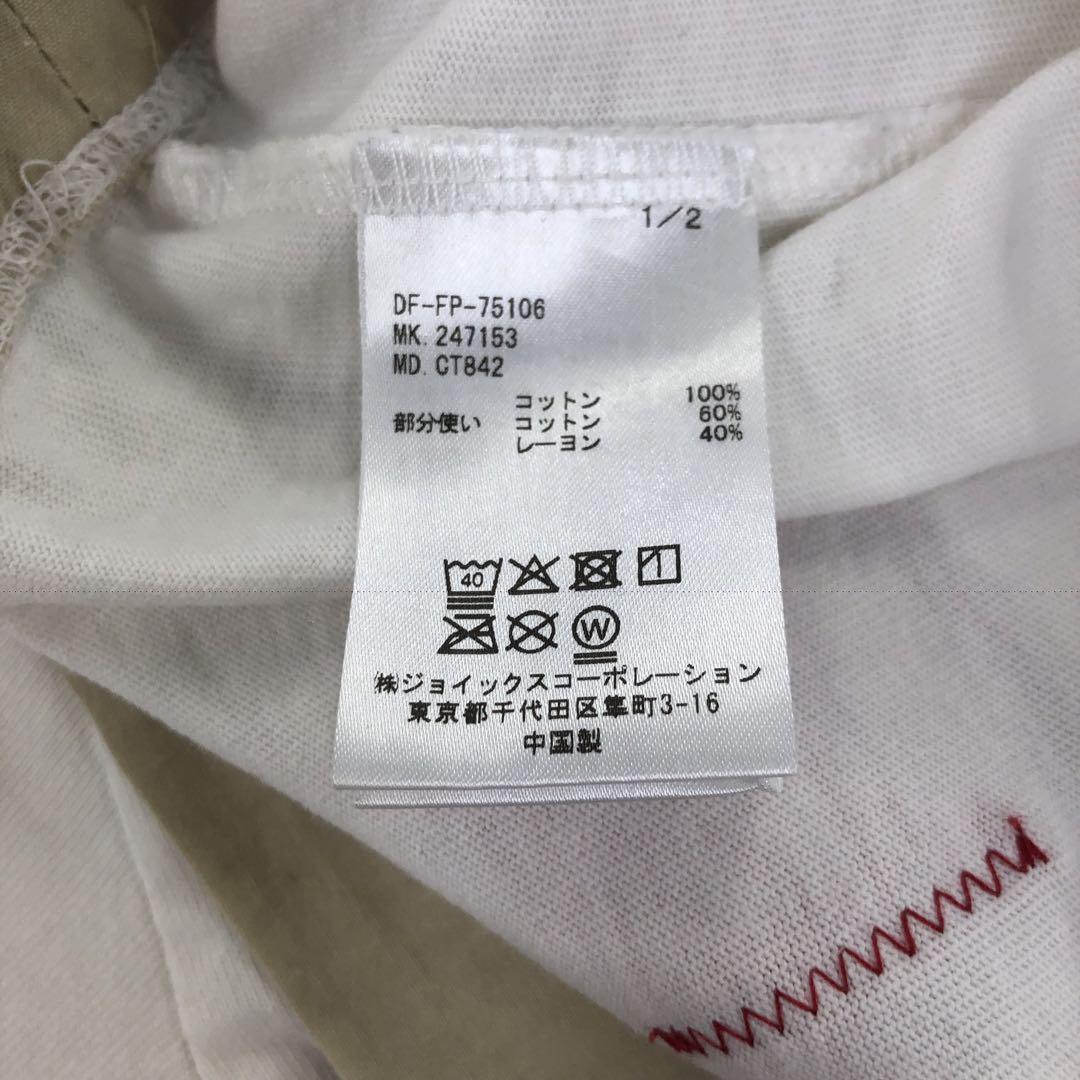 1/2
DF-FP-75106
MK. 247153
MD. CT842
コットン 100%
部分使い コットン 60%
レーヨン 40%
40
W
㈱ジョイックスコーポレーション
東京都千代田区隼町3-16
中国製